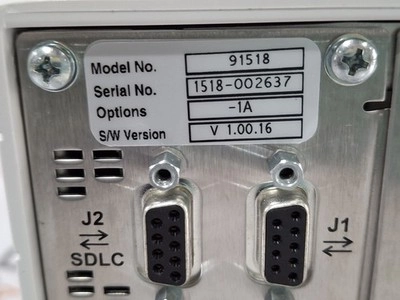 Model No. 91518
Serial No. 1518-002637
Options -1A
S/W Version V 1.00.16
J2 J1
SDLC